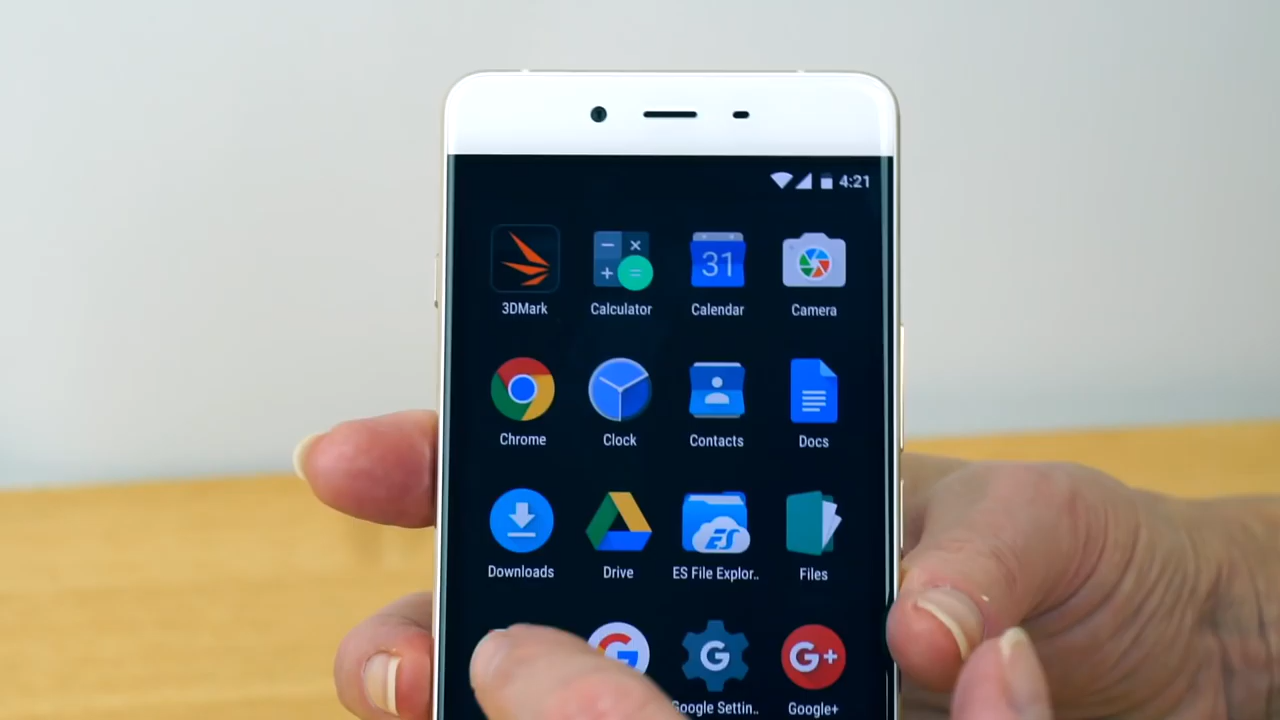 4:21
31
3DMark Calculator Calendar Camera
Chrome Clock Contacts Docs
ES
Downloads Drive ES File Explor.. Files
G G G+
Google Settin.. Google+